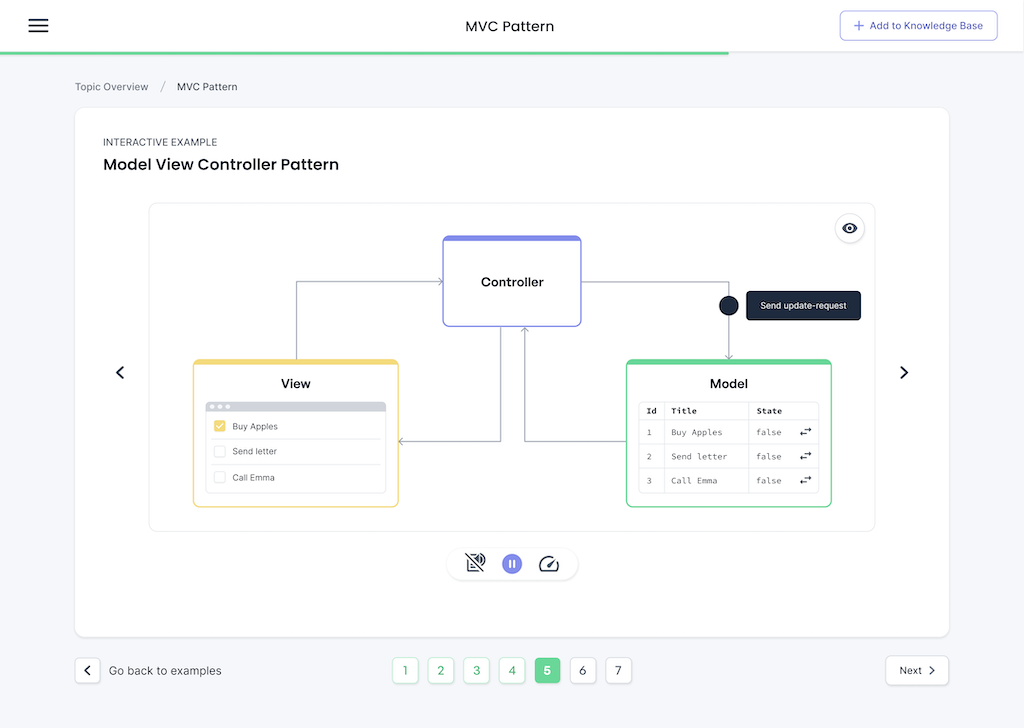 MVC Pattern
Add to Knowledge Base
Topic Overview / MVC Pattern
INTERACTIVE EXAMPLE
Model View Controller Pattern
Controller
Send update-request
View
Buy Apples
Send letter
Call Emma
Model
Id Title State
1 Buy Apples false
2 Send letter false
3 Call Emma false
Go back to examples
1 2 3 4 5 6 7
Next